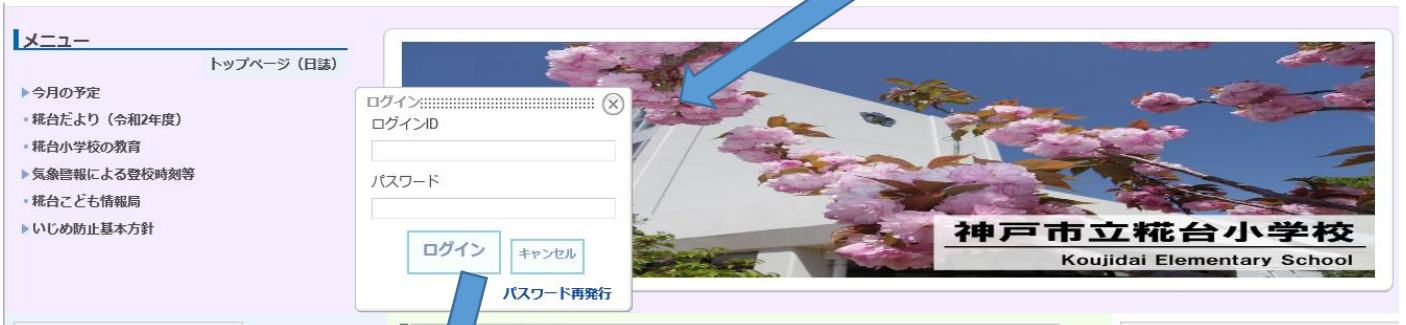 メニュー
トップページ（日誌）
今月の予定
糀台だより（令和2年度）
糀台小学校の教育
気象警報による登校時刻等
糀台こども情報局
いじめ防止基本方針
ログイン
ログインID
パスワード
ログイン
キャンセル
パスワード再発行
神戸市立糀台小学校
Koujidai Elementary School